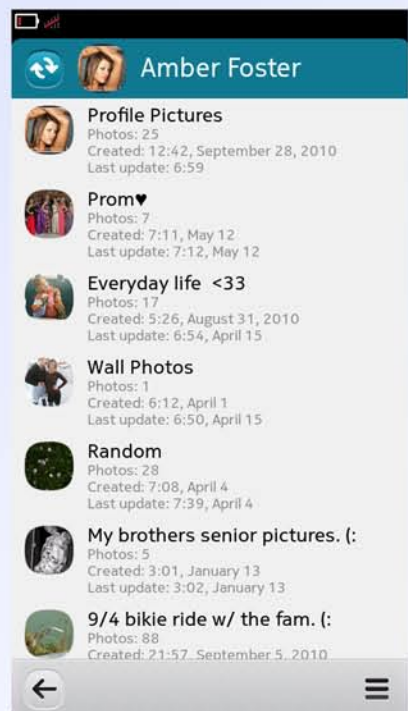 Amber Foster
Profile Pictures
Photos: 25
Created: 12:42, September 28, 2010
Last update: 6:59
Prom♥
Photos: 7
Created: 7:11, May 12
Last update: 7:12, May 12
Everyday life <33
Photos: 17
Created: 5:26, August 31, 2010
Last update: 6:54, April 15
Wall Photos
Photos: 1
Created: 6:12, April 1
Last update: 6:50, April 15
Random
Photos: 28
Created: 7:08, April 4
Last update: 7:39, April 4
My brothers senior pictures. (:
Photos: 5
Created: 3:01, January 13
Last update: 3:02, January 13
9/4 bikie ride w/ the fam. (:
Photos: 88
Created: 21:57, September 5, 2010